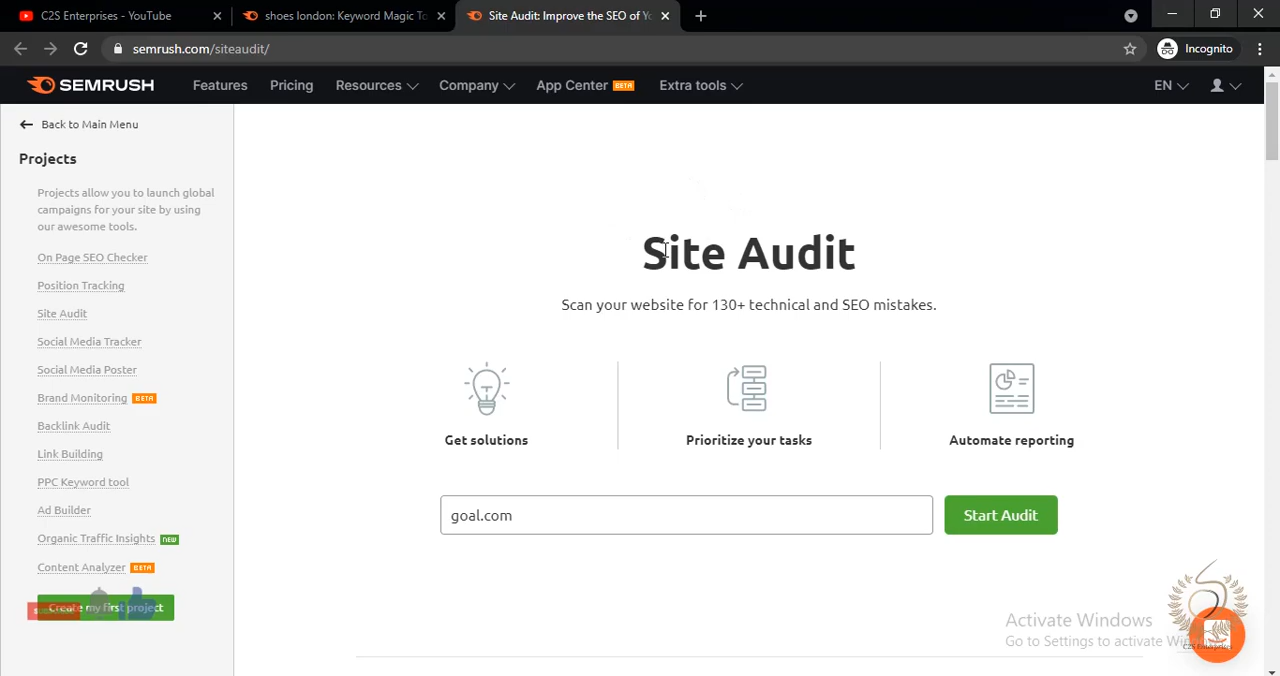 C2S Enterprises - YouTube
shoes london: Keyword Magic To
Site Audit: Improve the SEO of Yo
semrush.com/siteaudit/
Incognito
SEMRUSH
Features
Pricing
Resources
Company
App Center BETA
Extra tools
EN
Back to Main Menu
Projects
Projects allow you to launch global
campaigns for your site by using
our awesome tools.
On Page SEO Checker
Position Tracking
Site Audit
Social Media Tracker
Social Media Poster
Brand Monitoring BETA
Backlink Audit
Link Building
PPC Keyword tool
Ad Builder
Organic Traffic Insights NEW
Content Analyzer BETA
Create my first project
Site Audit
Scan your website for 130+ technical and SEO mistakes.
Get solutions
Prioritize your tasks
Automate reporting
goal.com
Start Audit
Activate Windows
Go to Settings to activate